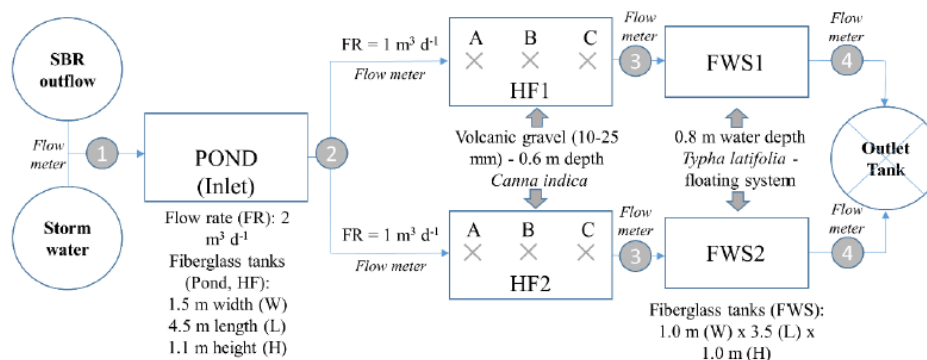 SBR
outflow
Flow
meter
1
Storm
water
POND
(Inlet)
Flow rate (FR): 2
m³ d⁻¹
Fiberglass tanks
(Pond, HF):
1.5 m width (W)
4.5 m length (L)
1.1 m height (H)
2
FR = 1 m³ d⁻¹
Flow meter
A B C
HF1
Flow
meter
3
FWS1
Flow
meter
4
Volcanic gravel (10-25
mm) - 0.6 m depth
Canna indica
0.8 m water depth
Typha latifolia -
floating system
Outlet
Tank
FR = 1 m³ d⁻¹
Flow meter
A B C
HF2
Flow
meter
3
FWS2
Flow
meter
4
Fiberglass tanks (FWS):
1.0 m (W) x 3.5 (L) x
1.0 m (H)